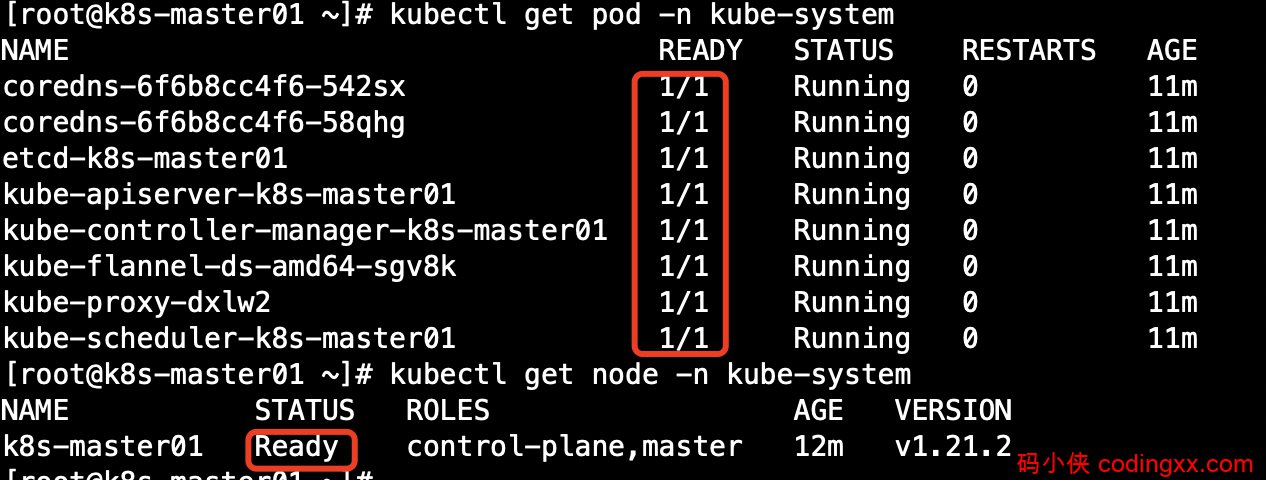 [root@k8s-master01 ~]# kubectl get pod -n kube-system
NAME READY STATUS RESTARTS AGE
coredns-6f6b8cc4f6-542sx 1/1 Running 0 11m
coredns-6f6b8cc4f6-58qhg 1/1 Running 0 11m
etcd-k8s-master01 1/1 Running 0 11m
kube-apiserver-k8s-master01 1/1 Running 0 11m
kube-controller-manager-k8s-master01 1/1 Running 0 11m
kube-flannel-ds-amd64-sgv8k 1/1 Running 0 11m
kube-proxy-dxlw2 1/1 Running 0 11m
kube-scheduler-k8s-master01 1/1 Running 0 11m
[root@k8s-master01 ~]# kubectl get node -n kube-system
NAME STATUS ROLES AGE VERSION
k8s-master01 Ready control-plane,master 12m v1.21.2
[root@k8s-master01 ~]#
码小侠 codingxx.com